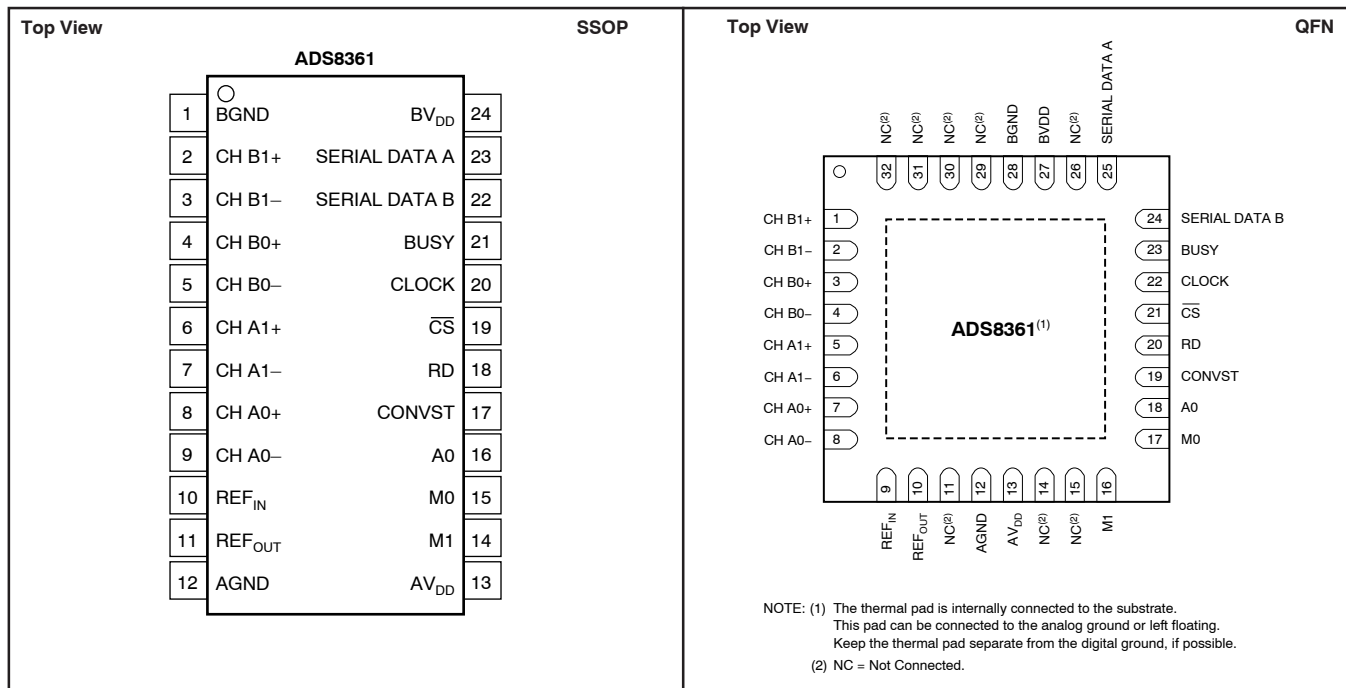 Top View
SSOP
ADS8361
1 BGND
BVDD 24
2 CH B1+
SERIAL DATA A 23
3 CH B1−
SERIAL DATA B 22
4 CH B0+
BUSY 21
5 CH B0−
CLOCK 20
6 CH A1+
CS 19
7 CH A1−
RD 18
8 CH A0+
CONVST 17
9 CH A0−
A0 16
10 REFIN
M0 15
11 REFOUT
M1 14
12 AGND
AVDD 13
Top View
QFN
NC(2)
NC(2)
NC(2)
NC(2)
BGND
BVDD
NC(2)
SERIAL DATA A
32
31
30
29
28
27
26
25
CH B1+ 1
24 SERIAL DATA B
CH B1− 2
23 BUSY
CH B0+ 3
22 CLOCK
CH B0− 4
21 CS
ADS8361(1)
CH A1+ 5
20 RD
CH A1− 6
19 CONVST
CH A0+ 7
18 A0
CH A0− 8
17 M0
9
10
11
12
13
14
15
16
REFIN
REFOUT
NC(2)
AGND
AVDD
NC(2)
NC(2)
M1
NOTE: (1) The thermal pad is internally connected to the substrate.
This pad can be connected to the analog ground or left floating.
Keep the thermal pad separate from the digital ground, if possible.
(2) NC = Not Connected.